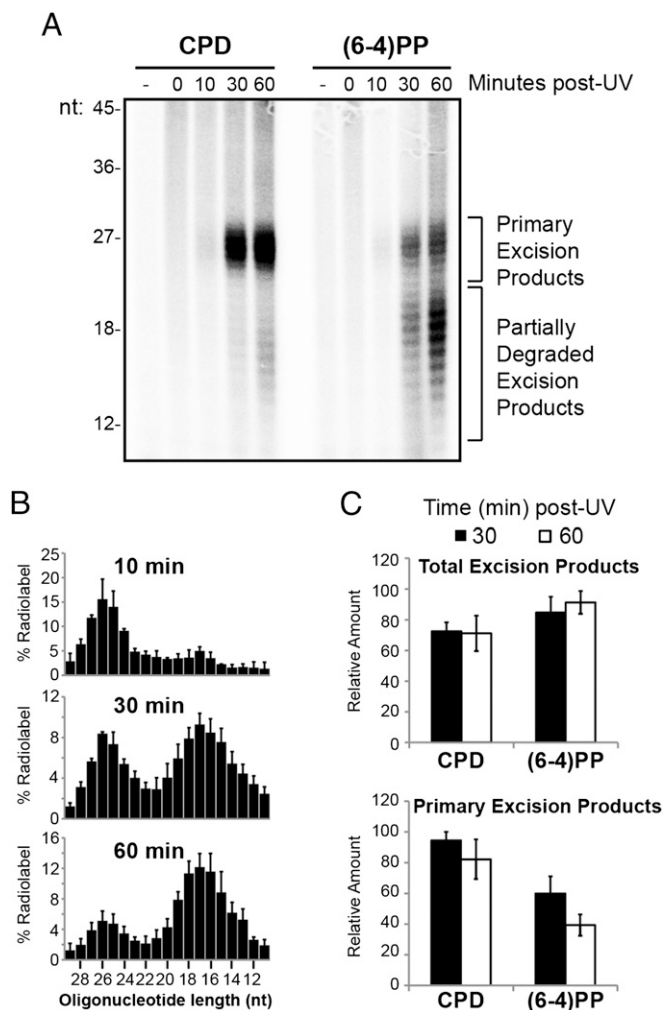 A
CPD (6-4)PP
- 0 10 30 60 - 0 10 30 60 Minutes post-UV
nt: 45-
36-
27-
18-
12-
Primary
Excision
Products
Partially
Degraded
Excision
Products
B
10 min
% Radiolabel
25
20
15
10
5
0
30 min
% Radiolabel
12
8
4
0
60 min
% Radiolabel
16
12
8
4
0
28 26 24 22 20 18 16 14 12
Oligonucleotide length (nt)
C
Time (min) post-UV
30 60
Total Excision Products
Relative Amount
120
100
80
60
40
20
0
CPD (6-4)PP
Primary Excision Products
Relative Amount
120
100
80
60
40
20
0
CPD (6-4)PP